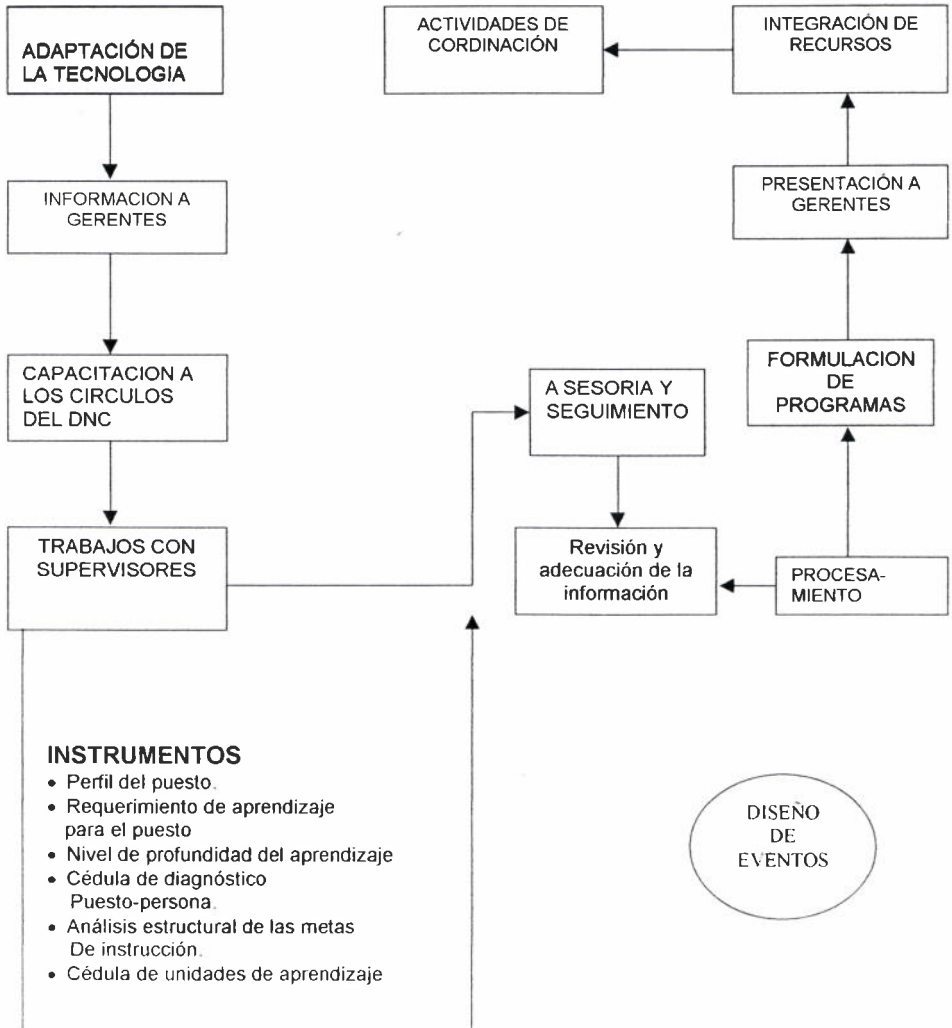 ADAPTACIÓN DE
LA TECNOLOGIA
INFORMACION A
GERENTES
CAPACITACION A
LOS CIRCULOS
DEL DNC
TRABAJOS CON
SUPERVISORES
INSTRUMENTOS
• Perfil del puesto.
• Requerimiento de aprendizaje
para el puesto
• Nivel de profundidad del aprendizaje
• Cédula de diagnóstico
Puesto-persona.
• Análisis estructural de las metas
De instrucción.
• Cédula de unidades de aprendizaje
A SESORIA Y
SEGUIMIENTO
Revisión y
adecuación de la
información
PROCESA-
MIENTO
FORMULACION
DE
PROGRAMAS
PRESENTACIÓN A
GERENTES
INTEGRACIÓN DE
RECURSOS
ACTIVIDADES DE
CORDINACIÓN
DISEÑO
DE
EVENTOS